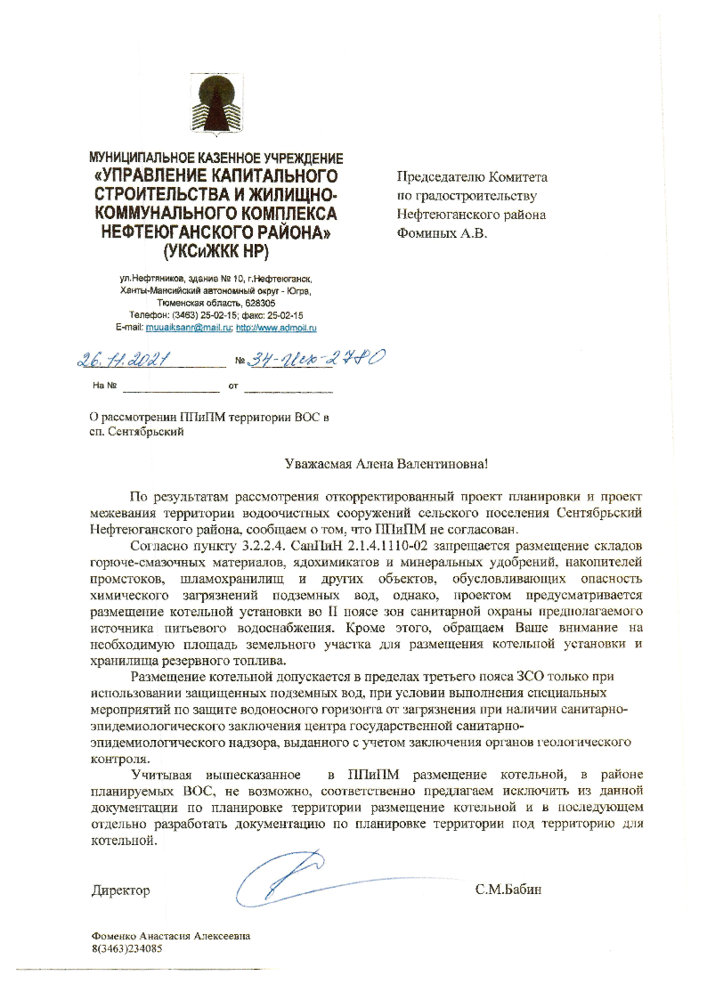 МУНИЦИПАЛЬНОЕ КАЗЕННОЕ УЧРЕЖДЕНИЕ
«УПРАВЛЕНИЕ КАПИТАЛЬНОГО
СТРОИТЕЛЬСТВА И ЖИЛИЩНО-
КОММУНАЛЬНОГО КОМПЛЕКСА
НЕФТЕЮГАНСКОГО РАЙОНА»
(УКСиЖКК НР)
ул.Нефтяников, здание № 10, г.Нефтеюганск,
Ханты-Мансийский автономный округ - Югра,
Тюменская область, 628305
Телефон: (3463) 25-02-15; факс: 25-02-15
E-mail: muuaiksanr@mail.ru; http://www.admoil.ru
Председателю Комитета
по градостроительству
Нефтеюганского района
Фоминых А.В.
26.11.2021 № 34-Исх-2780
На № ____________ от ____________
О рассмотрении ППиПМ территории ВОС в
сп. Сентябрьский
Уважаемая Алена Валентиновна!
По результатам рассмотрения откорректированный проект планировки и проект
межевания территории водоочистных сооружений сельского поселения Сентябрьский
Нефтеюганского района, сообщаем о том, что ППиПМ не согласован.
Согласно пункту 3.2.2.4. СанПиН 2.1.4.1110-02 запрещается размещение складов
горюче-смазочных материалов, ядохимикатов и минеральных удобрений, накопителей
промстоков, шламохранилищ и других объектов, обусловливающих опасность
химического загрязнений подземных вод, однако, проектом предусматривается
размещение котельной установки во II поясе зон санитарной охраны предполагаемого
источника питьевого водоснабжения. Кроме этого, обращаем Ваше внимание на
необходимую площадь земельного участка для размещения котельной установки и
хранилища резервного топлива.
Размещение котельной допускается в пределах третьего пояса ЗСО только при
использовании защищенных подземных вод, при условии выполнения специальных
мероприятий по защите водоносного горизонта от загрязнения при наличии санитарно-
эпидемиологического заключения центра государственной санитарно-
эпидемиологического надзора, выданного с учетом заключения органов геологического
контроля.
Учитывая вышесказанное в ППиПМ размещение котельной, в районе
планируемых ВОС, не возможно, соответственно предлагаем исключить из данной
документации по планировке территории размещение котельной и в последующем
отдельно разработать документацию по планировке территории под территорию для
котельной.
Директор С.М.Бабин
Фоменко Анастасия Алексеевна
8(3463)234085